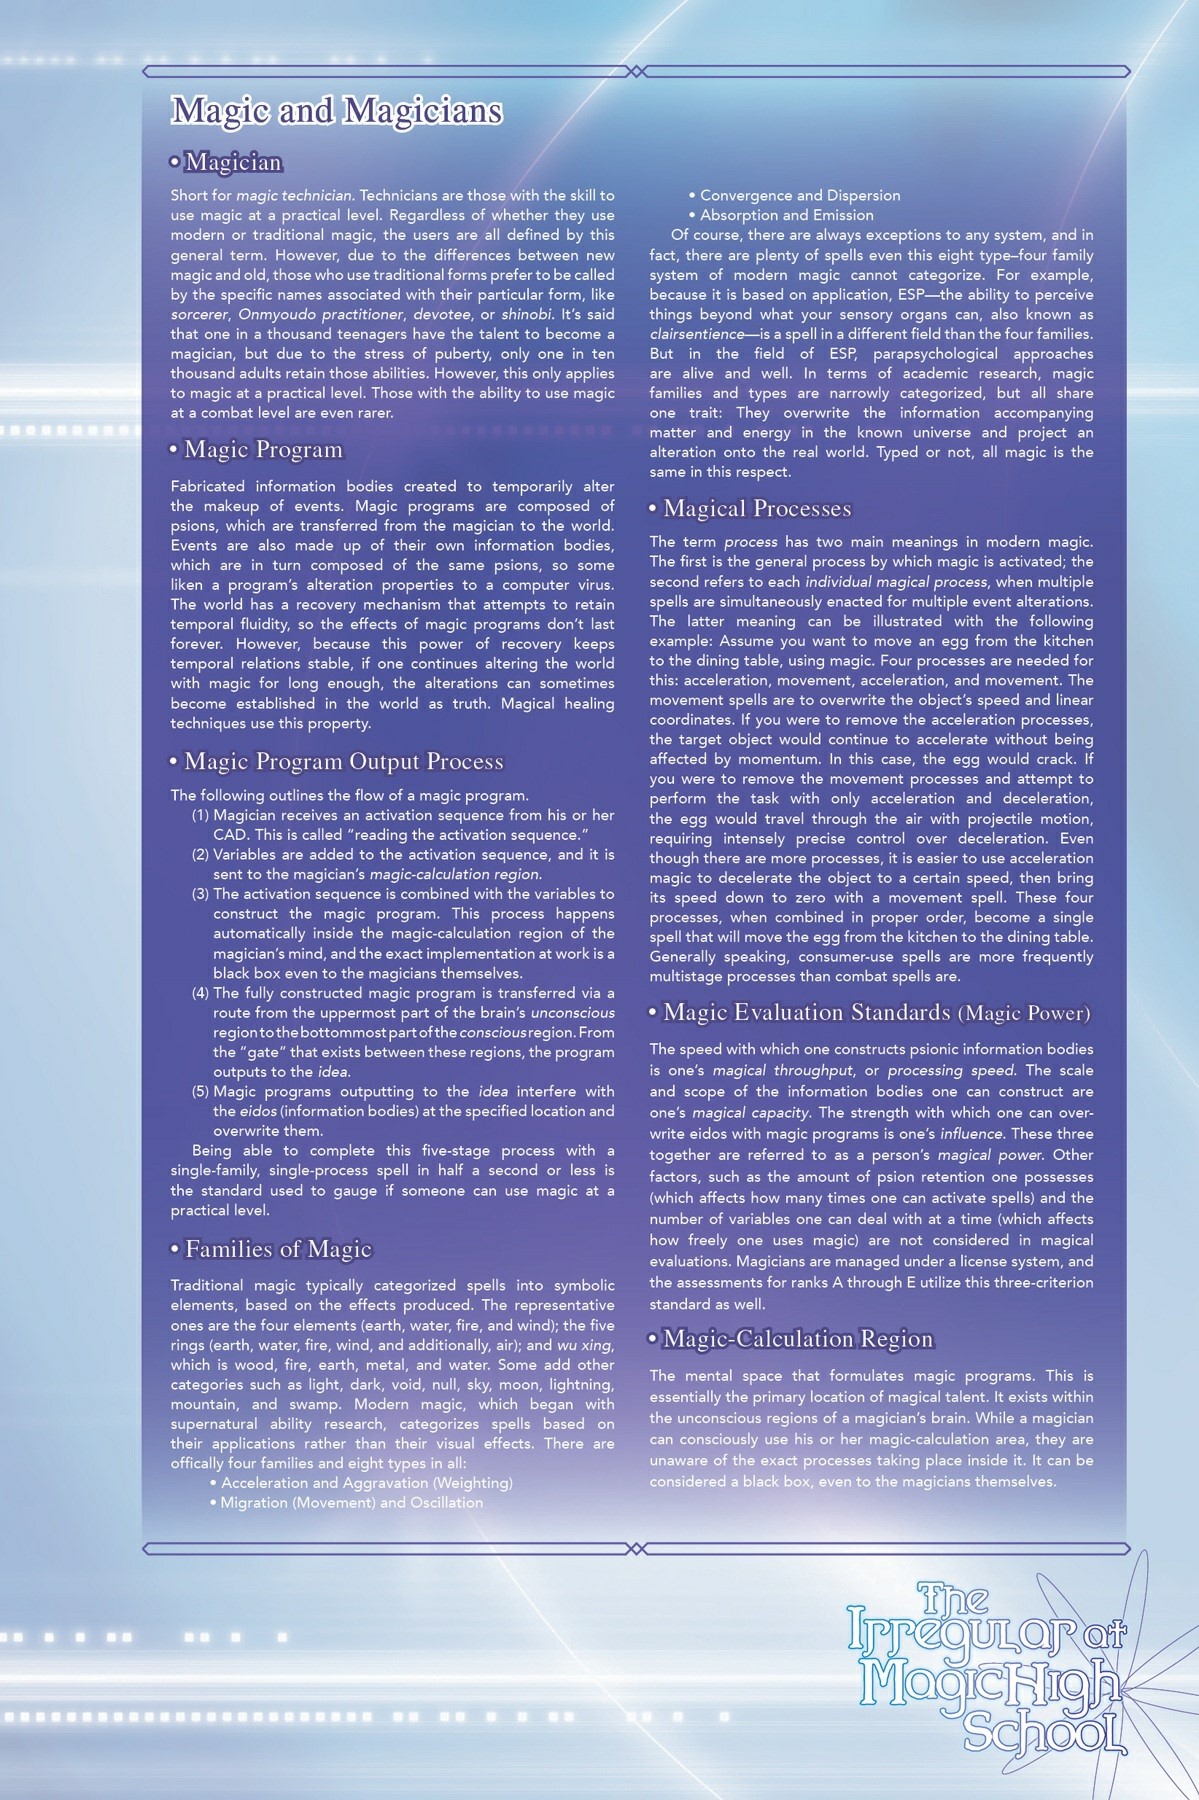 Magic and Magicians
• Magician
Short for magic technician. Technicians are those with the skill to
use magic at a practical level. Regardless of whether they use
modern or traditional magic, the users are all defined by this
general term. However, due to the differences between new
magic and old, those who use traditional forms prefer to be called
by the specific names associated with their particular form, like
sorcerer, Onmyoudo practitioner, devotee, or shinobi. It's said
that one in a thousand teenagers have the talent to become a
magician, but due to the stress of puberty, only one in ten
thousand adults retain those abilities. However, this only applies
to magic at a practical level. Those with the ability to use magic
at a combat level are even rarer.
• Magic Program
Fabricated information bodies created to temporarily alter
the makeup of events. Magic programs are composed of
psions, which are transferred from the magician to the world.
Events are also made up of their own information bodies,
which are in turn composed of the same psions, so some
liken a program's alteration properties to a computer virus.
The world has a recovery mechanism that attempts to retain
temporal fluidity, so the effects of magic programs don't last
forever. However, because this power of recovery keeps
temporal relations stable, if one continues altering the world
with magic for long enough, the alterations can sometimes
become established in the world as truth. Magical healing
techniques use this property.
• Magic Program Output Process
The following outlines the flow of a magic program.
(1) Magician receives an activation sequence from his or her
CAD. This is called "reading the activation sequence."
(2) Variables are added to the activation sequence, and it is
sent to the magician's magic-calculation region.
(3) The activation sequence is combined with the variables to
construct the magic program. This process happens
automatically inside the magic-calculation region of the
magician's mind, and the exact implementation at work is a
black box even to the magicians themselves.
(4) The fully constructed magic program is transferred via a
route from the uppermost part of the brain's unconscious
region to the bottommost part of the conscious region. From
the "gate" that exists between these regions, the program
outputs to the idea.
(5) Magic programs outputting to the idea interfere with
the eidos (information bodies) at the specified location and
overwrite them.
Being able to complete this five-stage process with a
single-family, single-process spell in half a second or less is
the standard used to gauge if someone can use magic at a
practical level.
• Families of Magic
Traditional magic typically categorized spells into symbolic
elements, based on the effects produced. The representative
ones are the four elements (earth, water, fire, and wind); the five
rings (earth, water, fire, wind, and additionally, air); and wu xing,
which is wood, fire, earth, metal, and water. Some add other
categories such as light, dark, void, null, sky, moon, lightning,
mountain, and swamp. Modern magic, which began with
supernatural ability research, categorizes spells based on
their applications rather than their visual effects. There are
offically four families and eight types in all:
• Acceleration and Aggravation (Weighting)
• Migration (Movement) and Oscillation
• Convergence and Dispersion
• Absorption and Emission
Of course, there are always exceptions to any system, and in
fact, there are plenty of spells even this eight type–four family
system of modern magic cannot categorize. For example,
because it is based on application, ESP—the ability to perceive
things beyond what your sensory organs can, also known as
clairsentience—is a spell in a different field than the four families.
But in the field of ESP, parapsychological approaches
are alive and well. In terms of academic research, magic
families and types are narrowly categorized, but all share
one trait: They overwrite the information accompanying
matter and energy in the known universe and project an
alteration onto the real world. Typed or not, all magic is the
same in this respect.
• Magical Processes
The term process has two main meanings in modern magic.
The first is the general process by which magic is activated; the
second refers to each individual magical process, when multiple
spells are simultaneously enacted for multiple event alterations.
The latter meaning can be illustrated with the following
example: Assume you want to move an egg from the kitchen
to the dining table, using magic. Four processes are needed for
this: acceleration, movement, acceleration, and movement. The
movement spells are to overwrite the object's speed and linear
coordinates. If you were to remove the acceleration processes,
the target object would continue to accelerate without being
affected by momentum. In this case, the egg would crack. If
you were to remove the movement processes and attempt to
perform the task with only acceleration and deceleration,
the egg would travel through the air with projectile motion,
requiring intensely precise control over deceleration. Even
though there are more processes, it is easier to use acceleration
magic to decelerate the object to a certain speed, then bring
its speed down to zero with a movement spell. These four
processes, when combined in proper order, become a single
spell that will move the egg from the kitchen to the dining table.
Generally speaking, consumer-use spells are more frequently
multistage processes than combat spells are.
• Magic Evaluation Standards (Magic Power)
The speed with which one constructs psionic information bodies
is one's magical throughput, or processing speed. The scale
and scope of the information bodies one can construct are
one's magical capacity. The strength with which one can over-
write eidos with magic programs is one's influence. These three
together are referred to as a person's magical power. Other
factors, such as the amount of psion retention one possesses
(which affects how many times one can activate spells) and the
number of variables one can deal with at a time (which affects
how freely one uses magic) are not considered in magical
evaluations. Magicians are managed under a license system, and
the assessments for ranks A through E utilize this three-criterion
standard as well.
• Magic-Calculation Region
The mental space that formulates magic programs. This is
essentially the primary location of magical talent. It exists within
the unconscious regions of a magician's brain. While a magician
can consciously use his or her magic-calculation area, they are
unaware of the exact processes taking place inside it. It can be
considered a black box, even to the magicians themselves.
The
Irregular at
Magic High
School